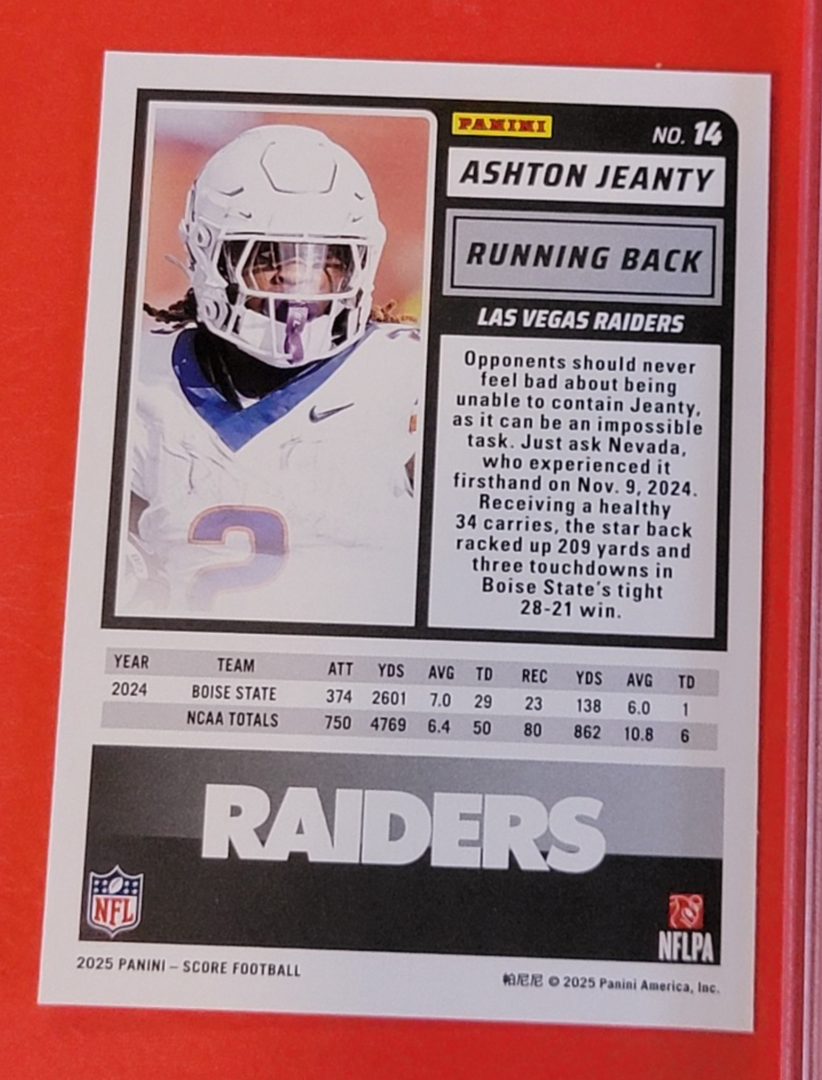 PANINI
NO. 14
ASHTON JEANTY
RUNNING BACK
LAS VEGAS RAIDERS
Opponents should never
feel bad about being
unable to contain Jeanty,
as it can be an impossible
task. Just ask Nevada,
who experienced it
firsthand on Nov. 9, 2024.
Receiving a healthy
34 carries, the star back
racked up 209 yards and
three touchdowns in
Boise State's tight
28-21 win.
2
YEAR TEAM ATT YDS AVG TD REC YDS AVG TD
2024 BOISE STATE 374 2601 7.0 29 23 138 6.0 1
NCAA TOTALS 750 4769 6.4 50 80 862 10.8 6
RAIDERS
NFL
NFLPA
2025 PANINI – SCORE FOOTBALL
帕尼尼 © 2025 Panini America, Inc.